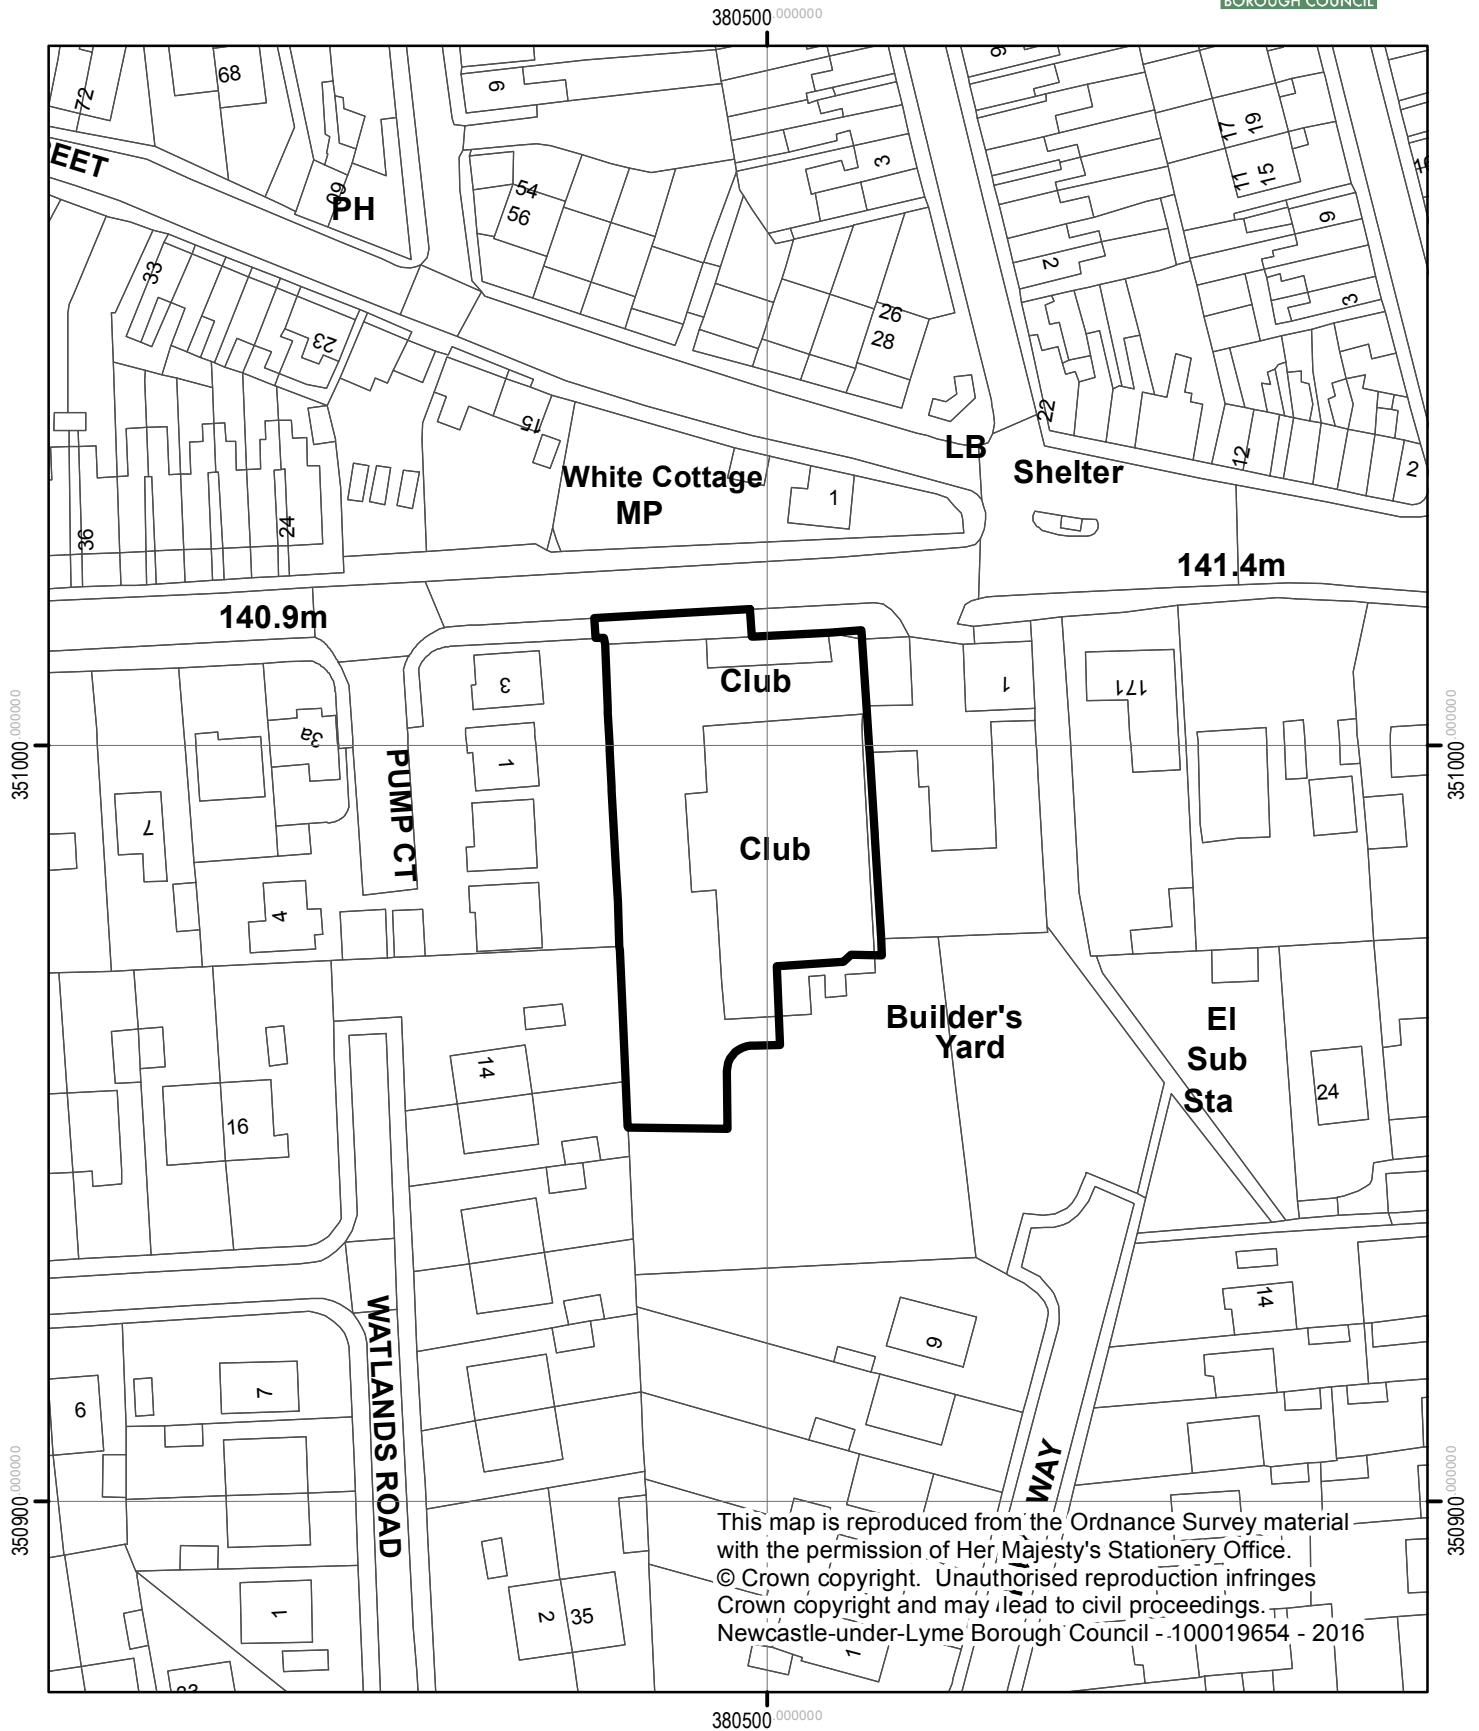 BOROUGH COUNCIL
380500.000000
72
68
9
9
17
19
11
15
EET
60
PH
54
56
3
9
33
2
3
26
28
23
15
22
LB
12
2
White Cottage
MP
1
Shelter
36
24
141.4m
140.9m
3
Club
1
171
351000.000000
351000.000000
3a
1
PUMP CT
7
Club
4
Builder's
Yard
El
Sub
Sta
14
24
16
14
WATLANDS ROAD
9
7
6
WAY
350900.000000
350900.000000
This map is reproduced from the Ordnance Survey material
with the permission of Her Majesty's Stationery Office.
© Crown copyright. Unauthorised reproduction infringes
Crown copyright and may lead to civil proceedings.
Newcastle-under-Lyme Borough Council - 100019654 - 2016
1
2
35
1
380500.000000